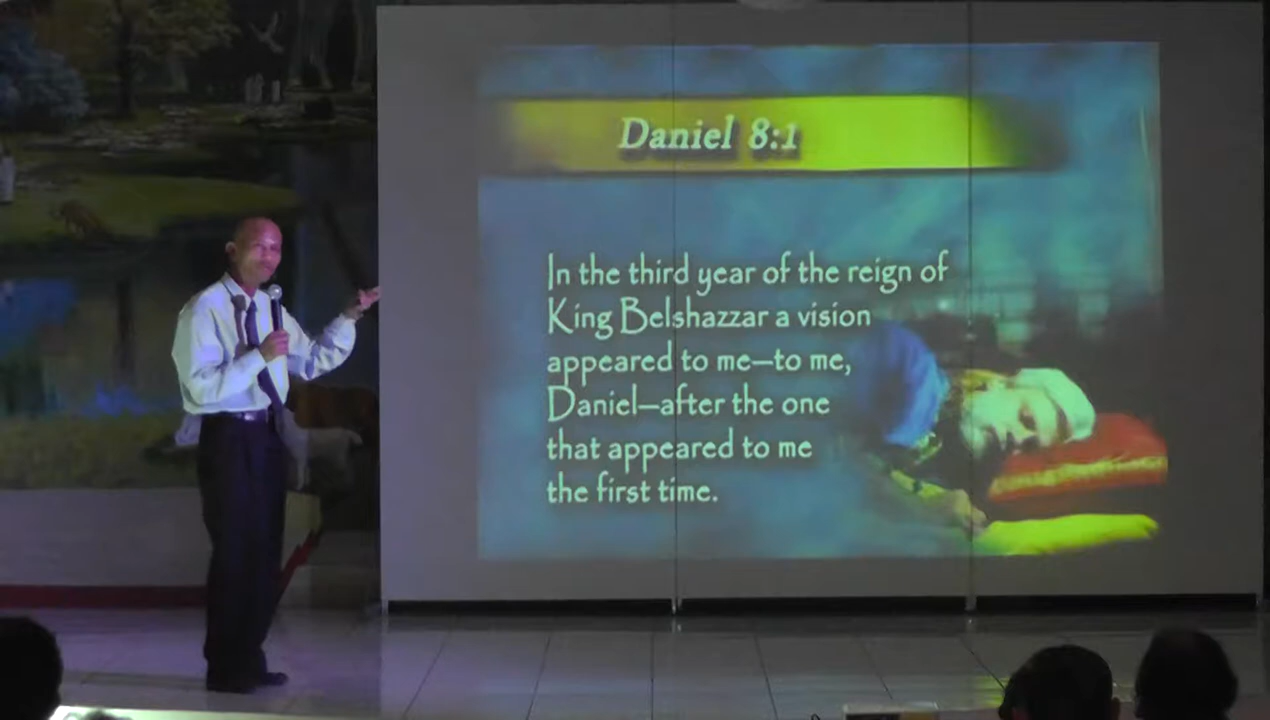 Daniel 8:1
In the third year of the reign of
King Belshazzar a vision
appeared to me—to me,
Daniel—after the one
that appeared to me
the first time.